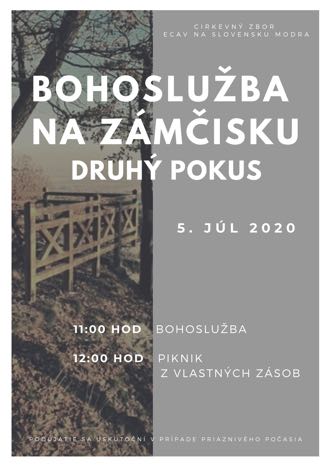 CIRKEVNÝ ZBOR
ECAV NA SLOVENSKU MODRA
BOHOSLUŽBA
NA ZÁMČISKU
DRUHÝ POKUS
5. JÚL 2020
11:00 HOD BOHOSLUŽBA
12:00 HOD PIKNIK
Z VLASTNÝCH ZÁSOB
PODUJATIE SA USKUTOČNÍ V PRÍPADE PRIAZNIVÉHO POČASIA